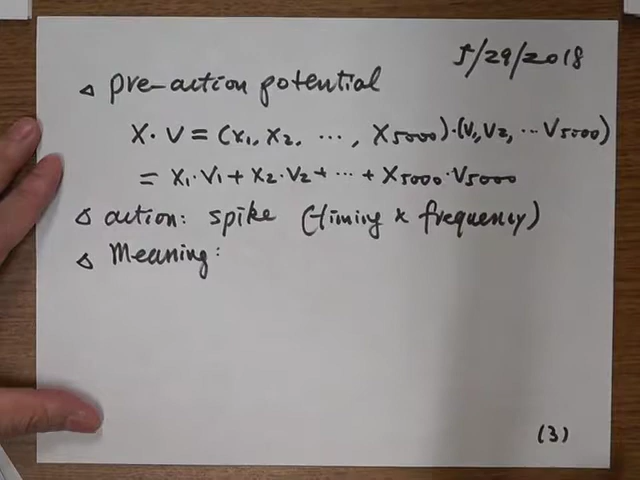 5/29/2018
△ pre-action potential
X · V = (x₁, x₂, ⋯, x₅₀₀₀) · (v₁, v₂, ⋯ v₅₀₀₀)
= x₁·v₁ + x₂·v₂ + ⋯ + x₅₀₀₀·v₅₀₀₀
△ action: spike (timing x frequency)
△ Meaning:
(3)